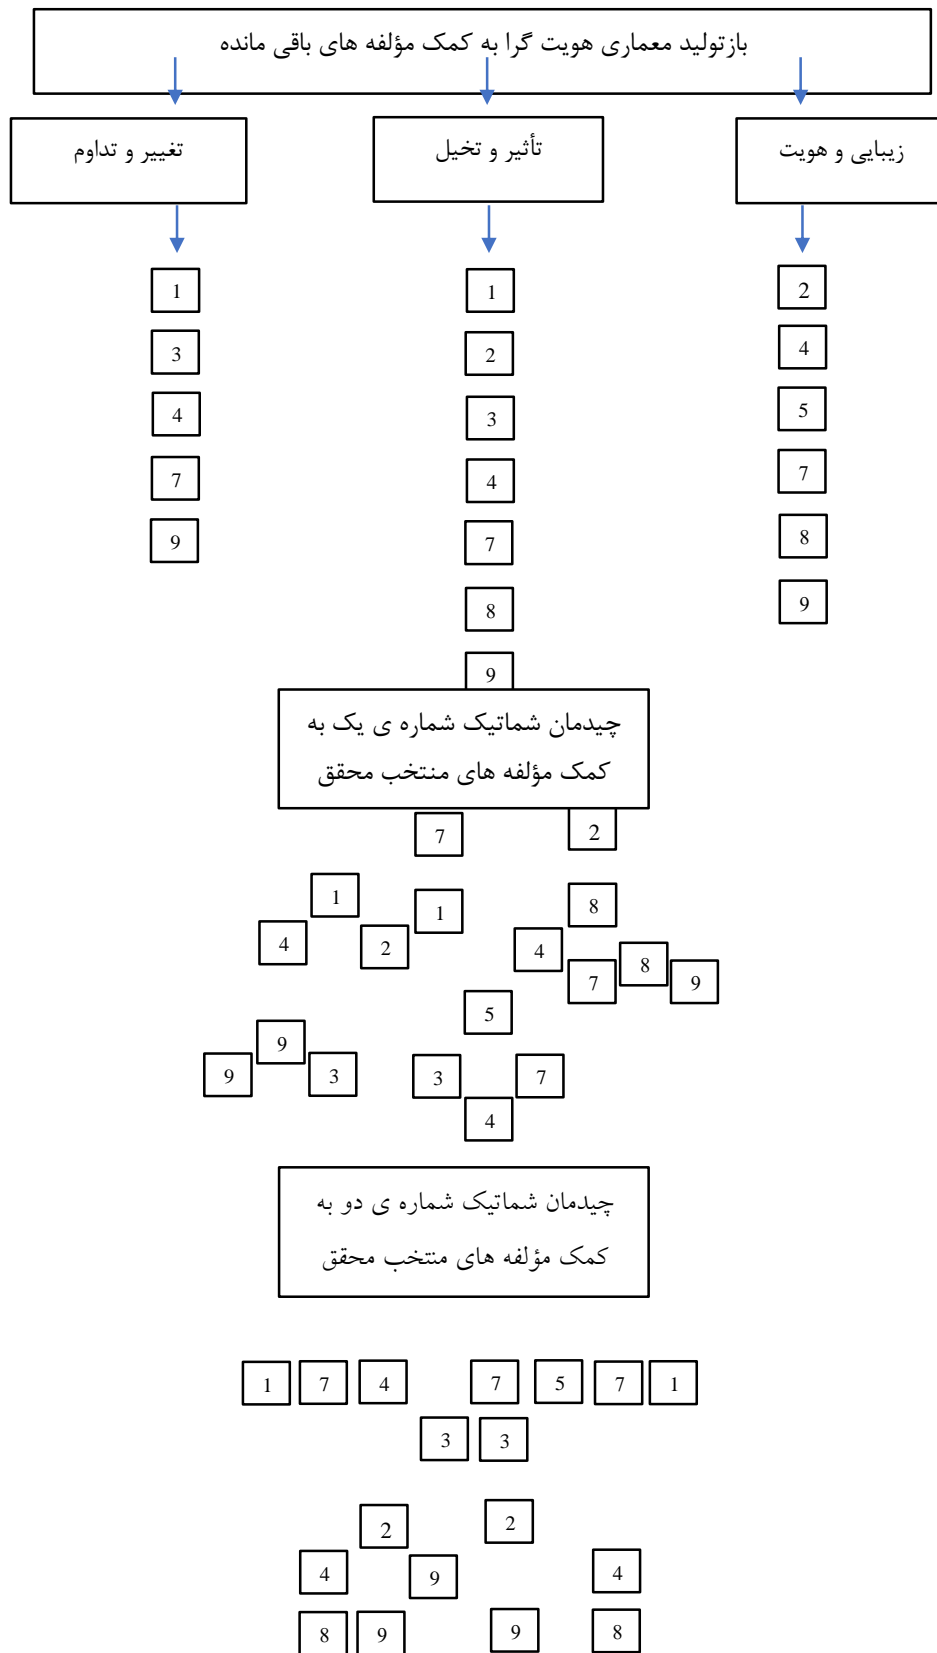 بازتولید معماری هویت گرا به کمک مؤلفه های باقی مانده
زیبایی و هویت
تأثیر و تخیل
تغییر و تداوم
2 1 1
4 2 3
5 3 4
7 4 7
8 7 9
9 8
9
چیدمان شماتیک شماره ی یک به
کمک مؤلفه های منتخب محقق
7 2
1 1 8
4 2 4 8
7 9
5
9
9 3 3 7
4
چیدمان شماتیک شماره ی دو به
کمک مؤلفه های منتخب محقق
1 7 4 7 5 7 1
3 3
2 2
4 9 4
8 9 9 8